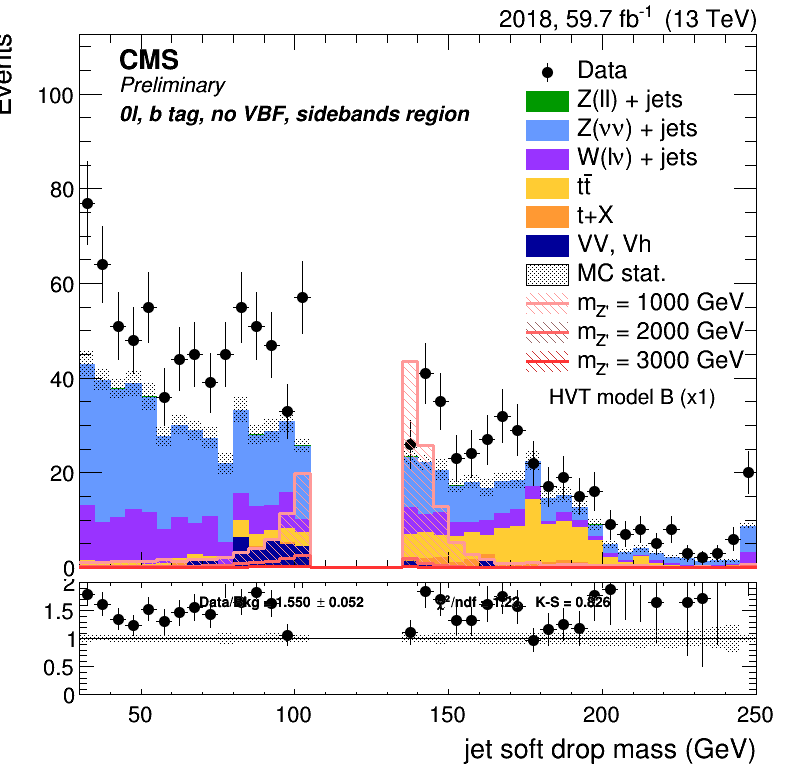 2018, 59.7 fb⁻¹ (13 TeV)
Events
CMS
Preliminary
0l, b tag, no VBF, sidebands region
Data
Z(ll) + jets
Z(νν) + jets
W(lν) + jets
tt̄
t+X
VV, Vh
MC stat.
m_Z' = 1000 GeV
m_Z' = 2000 GeV
m_Z' = 3000 GeV
HVT model B (x1)
100
80
60
40
20
0
Data/Bkg = 1.550 ± 0.052
χ²/ndf = 1.22 K-S = 0.826
2
1.5
1
0.5
0
50 100 150 200 250
jet soft drop mass (GeV)